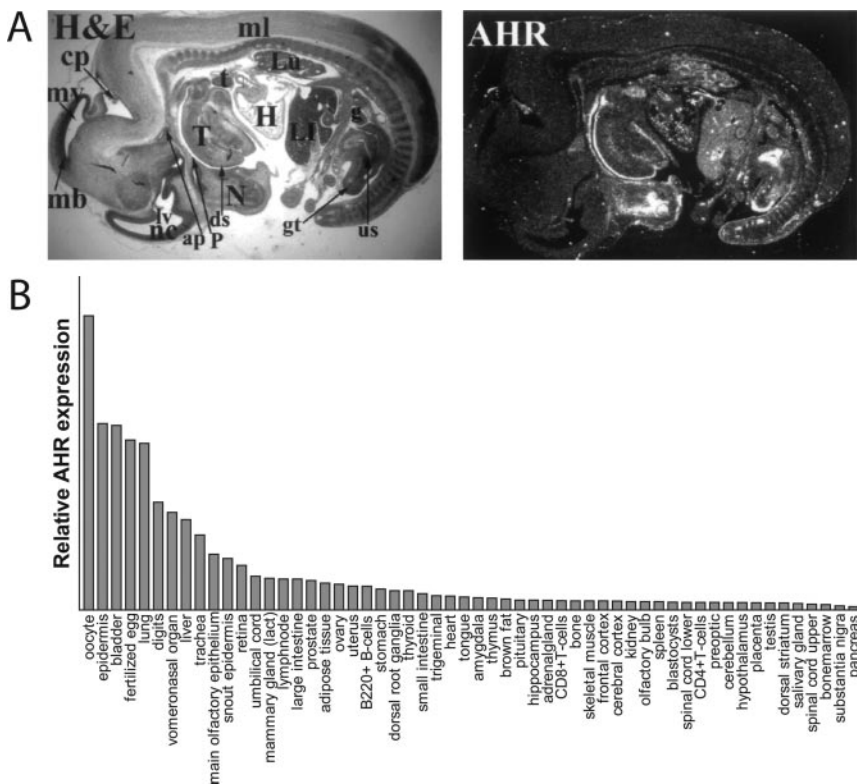 A
H&E
ml
AHR
cp
Lu
mv
t
H
LI
g
T
mb
N
lv
nc
ap
P
ds
gt
us
B
Relative AHR expression
oocyte
epidermis
bladder
fertilized egg
lung
digits
vomeronasal organ
liver
trachea
main olfactory epithelium
snout epidermis
retina
umbilical cord
mammary gland (lact)
lymphnode
large intestine
prostate
adipose tissue
ovary
uterus
B220+ B-cells
stomach
dorsal root ganglia
thyroid
small intestine
trigeminal
heart
tongue
amygdala
thymus
brown fat
pituitary
hippocampus
adrenalgland
CD8+T-cells
bone
skeletal muscle
frontal cortex
cerebral cortex
kidney
olfactory bulb
spleen
blastocysts
spinal cord lower
CD4+T-cells
preoptic
cerebellum
hypothalamus
placenta
testis
dorsal striatum
salivary gland
spinal cord upper
bonemarrow
substantia nigra
pancreas